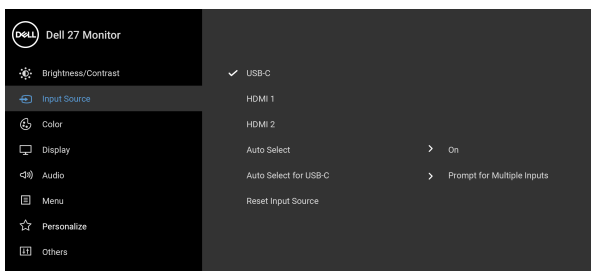 DELL Dell 27 Monitor
Brightness/Contrast
USB-C
Input Source
HDMI 1
Color
HDMI 2
Display
Auto Select
On
Audio
Auto Select for USB-C
Prompt for Multiple Inputs
Menu
Reset Input Source
Personalize
Others